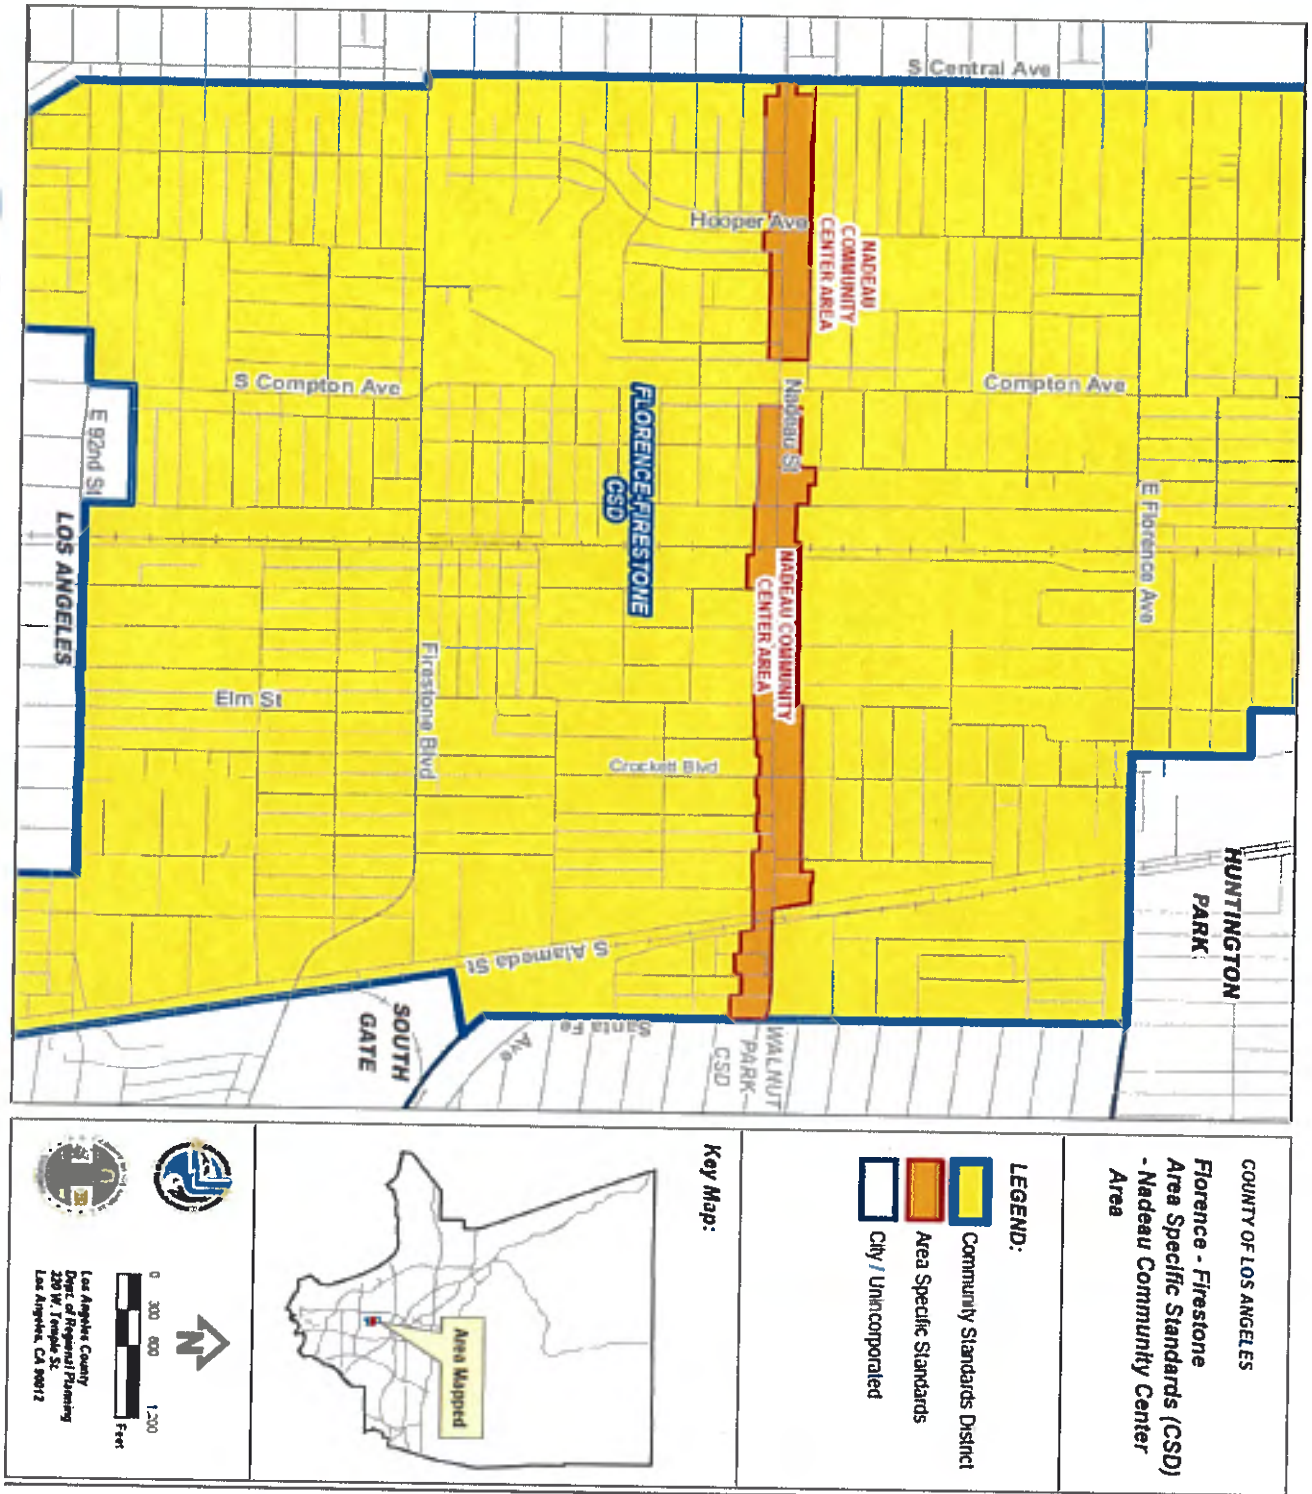 COUNTY OF LOS ANGELES
Florence - Firestone
Area Specific Standards (CSD)
- Nadeau Community Center
Area
LEGEND:
Community Standards District
Area Specific Standards
City / Unincorporated
Key Map:
Area Mapped
N
0 300 600 1,200
Feet
Los Angeles County
Dept. of Regional Planning
320 W. Temple St.
Los Angeles, CA 90012
S Central Ave
Hooper Ave
NADEAU
COMMUNITY
CENTER AREA
S Compton Ave
Compton Ave
Nadeau St
E 92nd St
FLORENCE-FIRESTONE
CSD
E Florence Ave
LOS ANGELES
NADEAU COMMUNITY
CENTER AREA
Firestone Blvd
Elm St
Crockett Blvd
HUNTINGTON
PARK
S Alameda St
SOUTH
GATE
Santa Fe
Ave
WALNUT
PARK
CSD